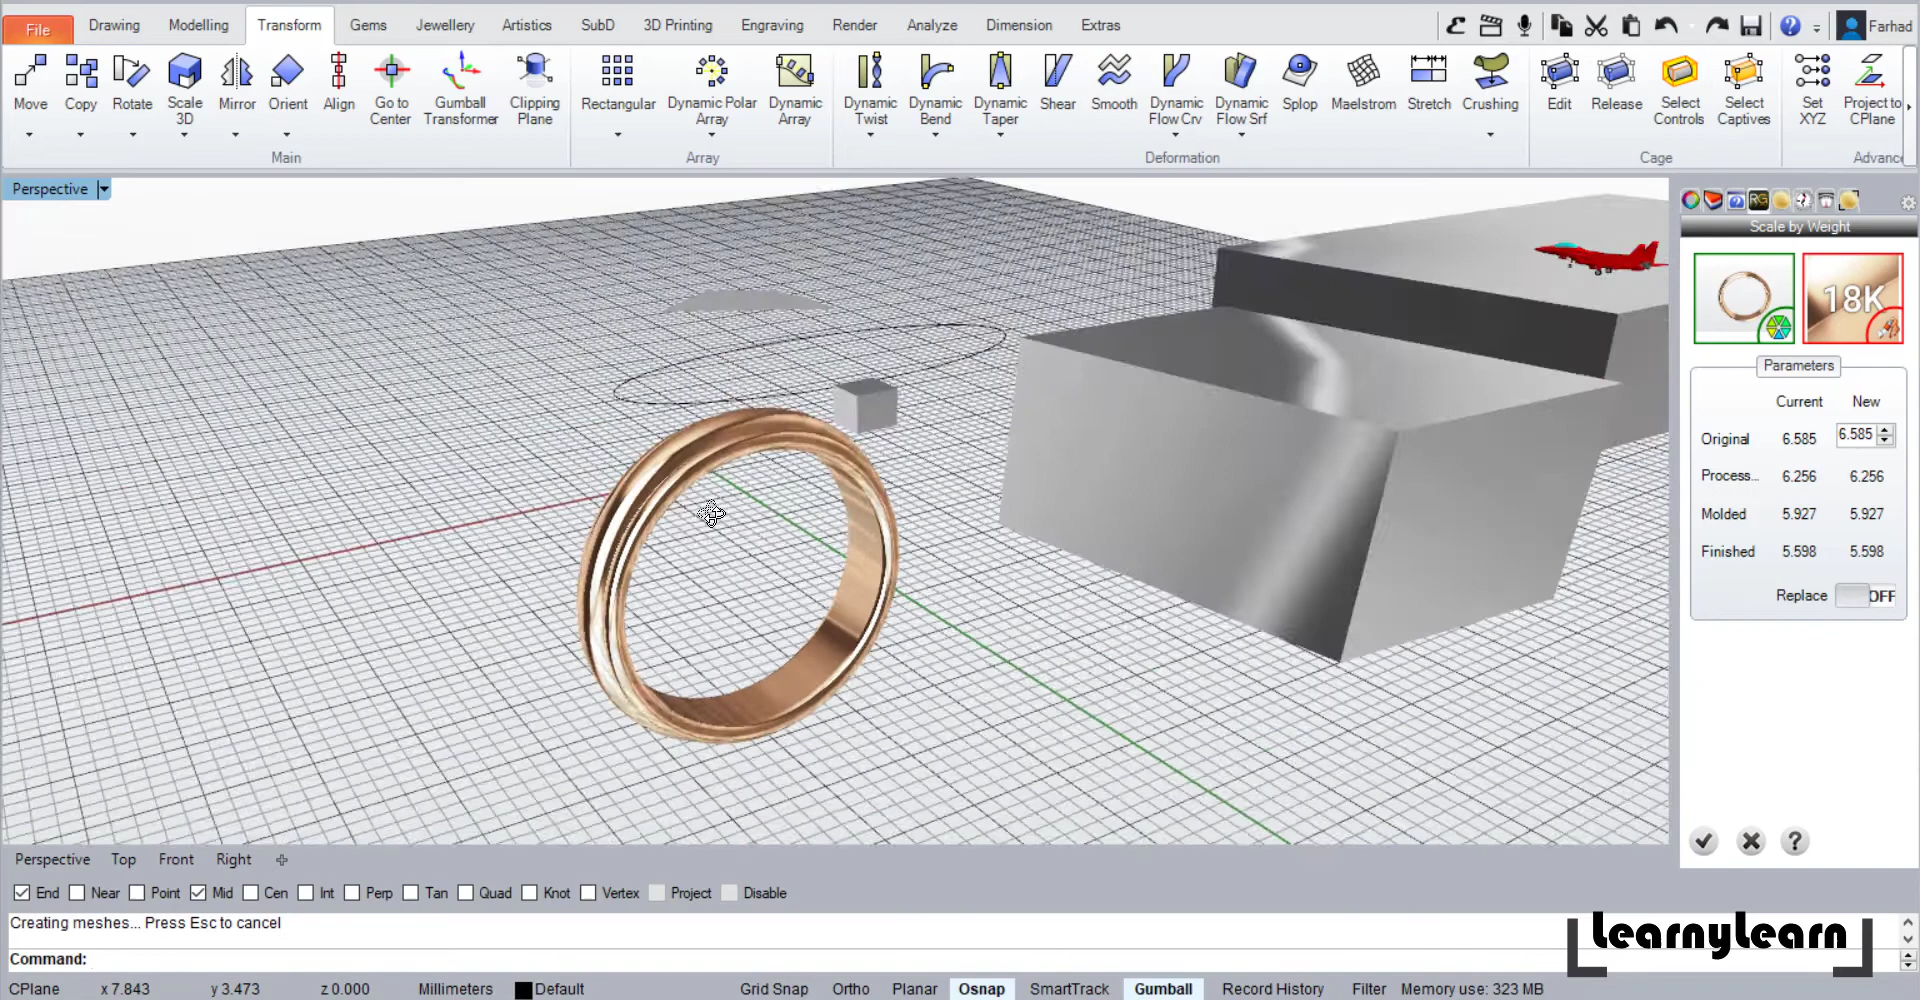 File Drawing Modelling Transform Gems Jewellery Artistics SubD 3D Printing Engraving Render Analyze Dimension Extras Farhad
Move Copy Rotate Scale 3D Mirror Orient Align Go to Center Gumball Transformer Clipping Plane Rectangular Dynamic Polar Array Dynamic Array Dynamic Twist Dynamic Bend Dynamic Taper Shear Smooth Dynamic Flow Crv Dynamic Flow Srf Splop Maelstrom Stretch Crushing Edit Release Select Controls Select Captives Set XYZ Project to CPlane
Main Array Deformation Cage Advanc
Perspective
RG
Scale by Weight
18K
Parameters
Current New
Original 6.585 6.585
Process... 6.256 6.256
Molded 5.927 5.927
Finished 5.598 5.598
Replace OFF
Perspective Top Front Right
End Near Point Mid Cen Int Perp Tan Quad Knot Vertex Project Disable
Creating meshes... Press Esc to cancel
Command:
LearnyLearn
CPlane x 7.843 y 3.473 z 0.000 Millimeters Default Grid Snap Ortho Planar Osnap SmartTrack Gumball Record History Filter Memory use: 323 MB